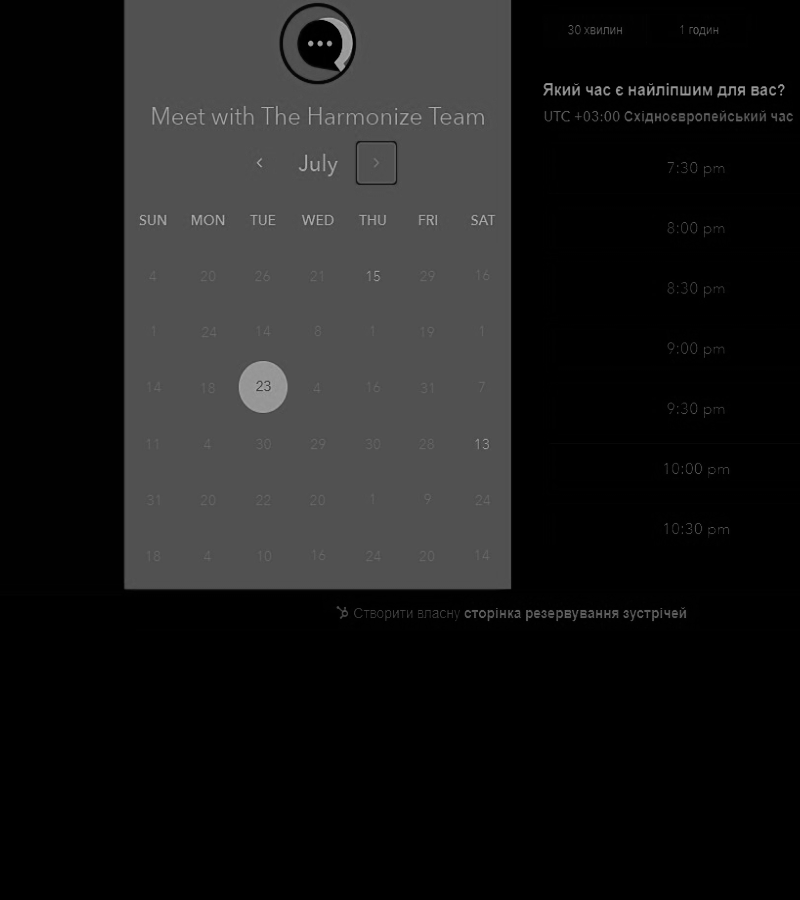 30 хвилин 1 годин
Meet with The Harmonize Team
July
SUN MON TUE WED THU FRI SAT
4 20 26 21 15 29 16
1 24 14 8 1 19 1
14 18 23 4 16 31 7
11 4 30 29 30 28 13
31 20 22 20 1 9 24
18 4 10 16 24 20 14
Який час є найліпшим для вас?
UTC +03:00 Східноєвропейський час
7:30 pm
8:00 pm
8:30 pm
9:00 pm
9:30 pm
10:00 pm
10:30 pm
Створити власну сторінка резервування зустрічей